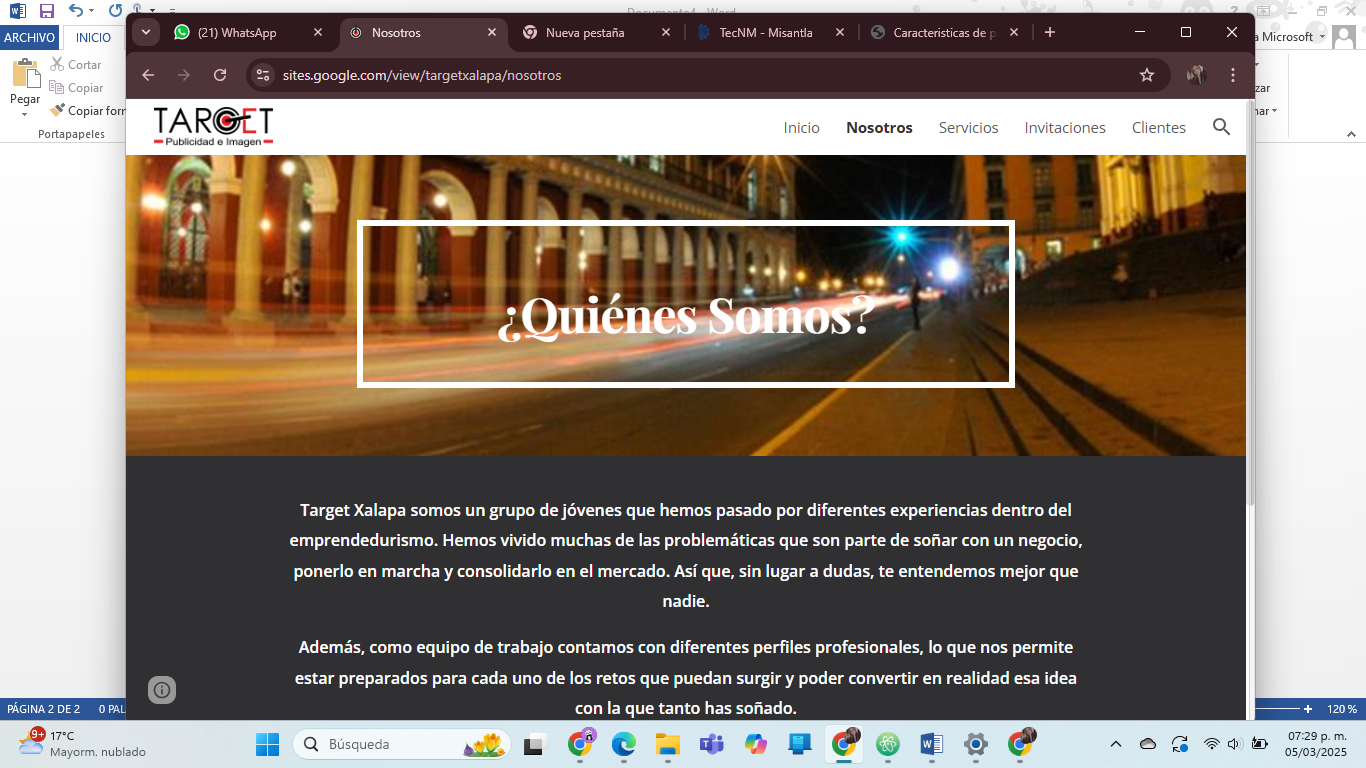 Documento4 - Word
ARCHIVO
INICIO
Microsoft
Cortar
Copiar
Pegar
Copiar forn
Portapapeles
(21) WhatsApp
Nosotros
Nueva pestaña
TecNM - Misantla
Caracteristicas de p
sites.google.com/view/targetxalapa/nosotros
TARGET
Publicidad e Imagen
Inicio
Nosotros
Servicios
Invitaciones
Clientes
¿Quiénes Somos?
Target Xalapa somos un grupo de jóvenes que hemos pasado por diferentes experiencias dentro del
emprendedurismo. Hemos vivido muchas de las problemáticas que son parte de soñar con un negocio,
ponerlo en marcha y consolidarlo en el mercado. Así que, sin lugar a dudas, te entendemos mejor que
nadie.
Además, como equipo de trabajo contamos con diferentes perfiles profesionales, lo que nos permite
estar preparados para cada uno de los retos que puedan surgir y poder convertir en realidad esa idea
con la que tanto has soñado.
PÁGINA 2 DE 2
0 PAL
120 %
9+
17°C
Mayorm. nublado
Búsqueda
07:29 p. m.
05/03/2025